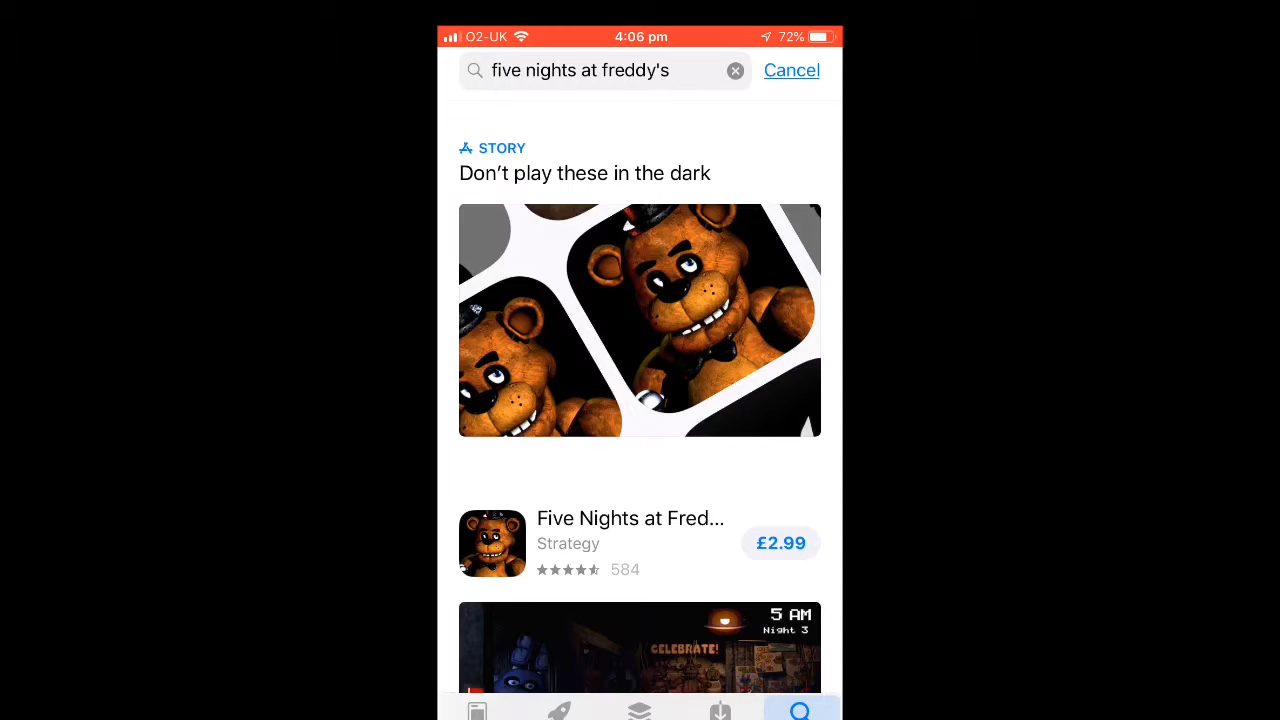 O2-UK 4:06 pm 72%
five nights at freddy's Cancel
STORY
Don’t play these in the dark
Five Nights at Fred...
Strategy
£2.99
584
5 AM
Night 3
CELEBRATE!